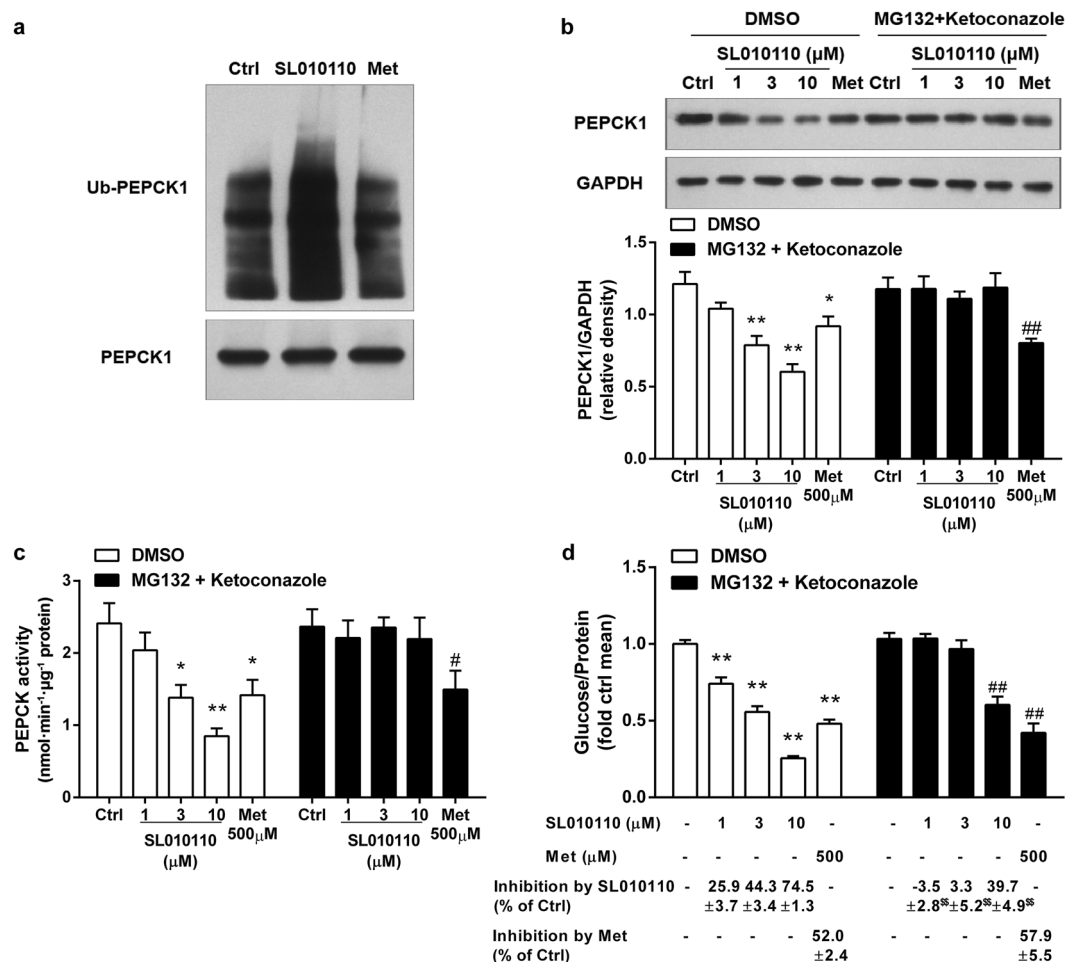 a
Ctrl SL010110 Met
Ub-PEPCK1
PEPCK1
b
DMSO MG132+Ketoconazole
SL010110 (μM) SL010110 (μM)
Ctrl 1 3 10 Met Ctrl 1 3 10 Met
PEPCK1
GAPDH
DMSO
MG132 + Ketoconazole
PEPCK1/GAPDH
(relative density)
1.5
1.0
0.5
0.0
** ** * ##
Ctrl 1 3 10 Met Ctrl 1 3 10 Met
500μM 500μM
SL010110 SL010110
(μM) (μM)
c
DMSO
MG132 + Ketoconazole
PEPCK activity
(nmol·min⁻¹·μg⁻¹ protein)
3
2
1
0
* ** * #
Ctrl 1 3 10 Met Ctrl 1 3 10 Met
500μM 500μM
SL010110 SL010110
(μM) (μM)
d
DMSO
MG132 + Ketoconazole
Glucose/Protein
(fold ctrl mean)
1.5
1.0
0.5
0.0
** ** ** ** ## ##
SL010110 (μM) - 1 3 10 - - 1 3 10 -
Met (μM) - - - - 500 - - - - 500
Inhibition by SL010110 - 25.9 44.3 74.5 - - -3.5 3.3 39.7 -
(% of Ctrl) ±3.7 ±3.4 ±1.3 ±2.8$$ ±5.2$$ ±4.9$$
Inhibition by Met - - - - 52.0 - - - - 57.9
(% of Ctrl) ±2.4 ±5.5